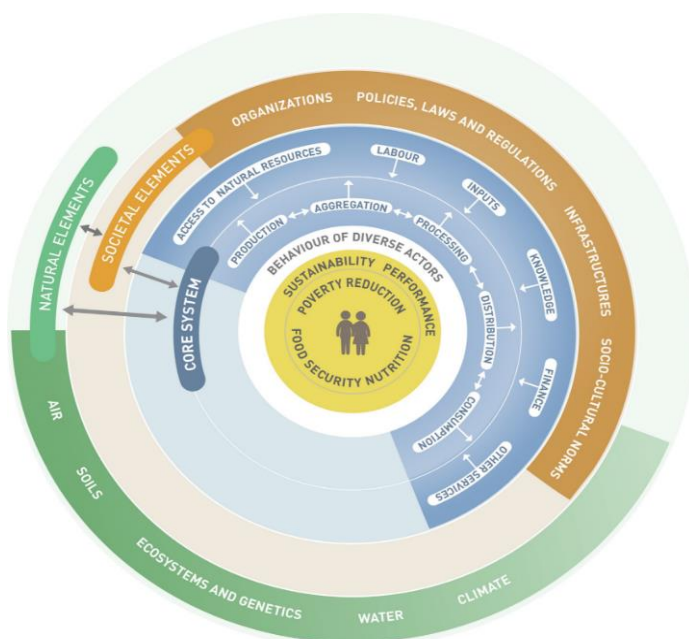 NATURAL ELEMENTS
SOCIETAL ELEMENTS
CORE SYSTEM
ORGANIZATIONS
POLICIES, LAWS AND REGULATIONS
INFRASTRUCTURES
SOCIO-CULTURAL NORMS
ACCESS TO NATURAL RESOURCES
LABOUR
INPUTS
KNOWLEDGE
FINANCE
OTHER SERVICES
PRODUCTION
AGGREGATION
PROCESSING
DISTRIBUTION
CONSUMPTION
BEHAVIOUR OF DIVERSE ACTORS
SUSTAINABILITY PERFORMANCE
POVERTY REDUCTION
FOOD SECURITY NUTRITION
AIR
SOILS
ECOSYSTEMS AND GENETICS
WATER
CLIMATE